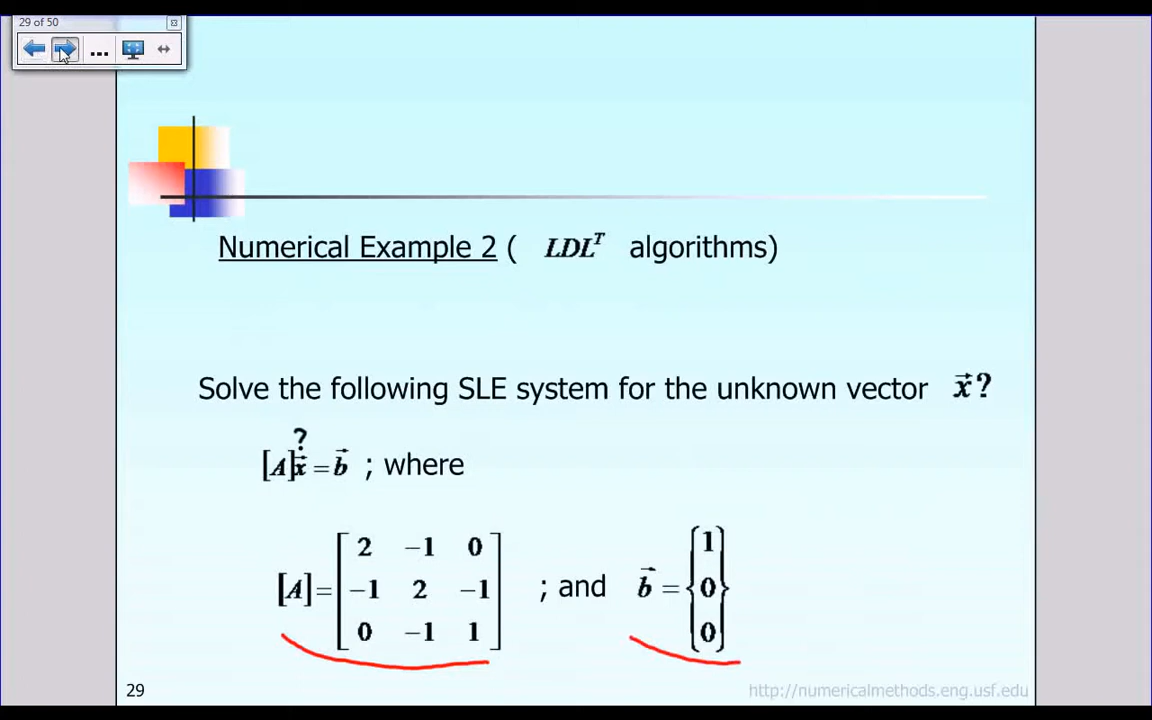 29 of 50
...
Numerical Example 2 ( LDL^T algorithms)
Solve the following SLE system for the unknown vector x⃗ ?
?
[A]x⃗ = b⃗ ; where
[A] = [2 −1 0
−1 2 −1
0 −1 1] ; and b⃗ = {1
0
0}
29
http://numericalmethods.eng.usf.edu